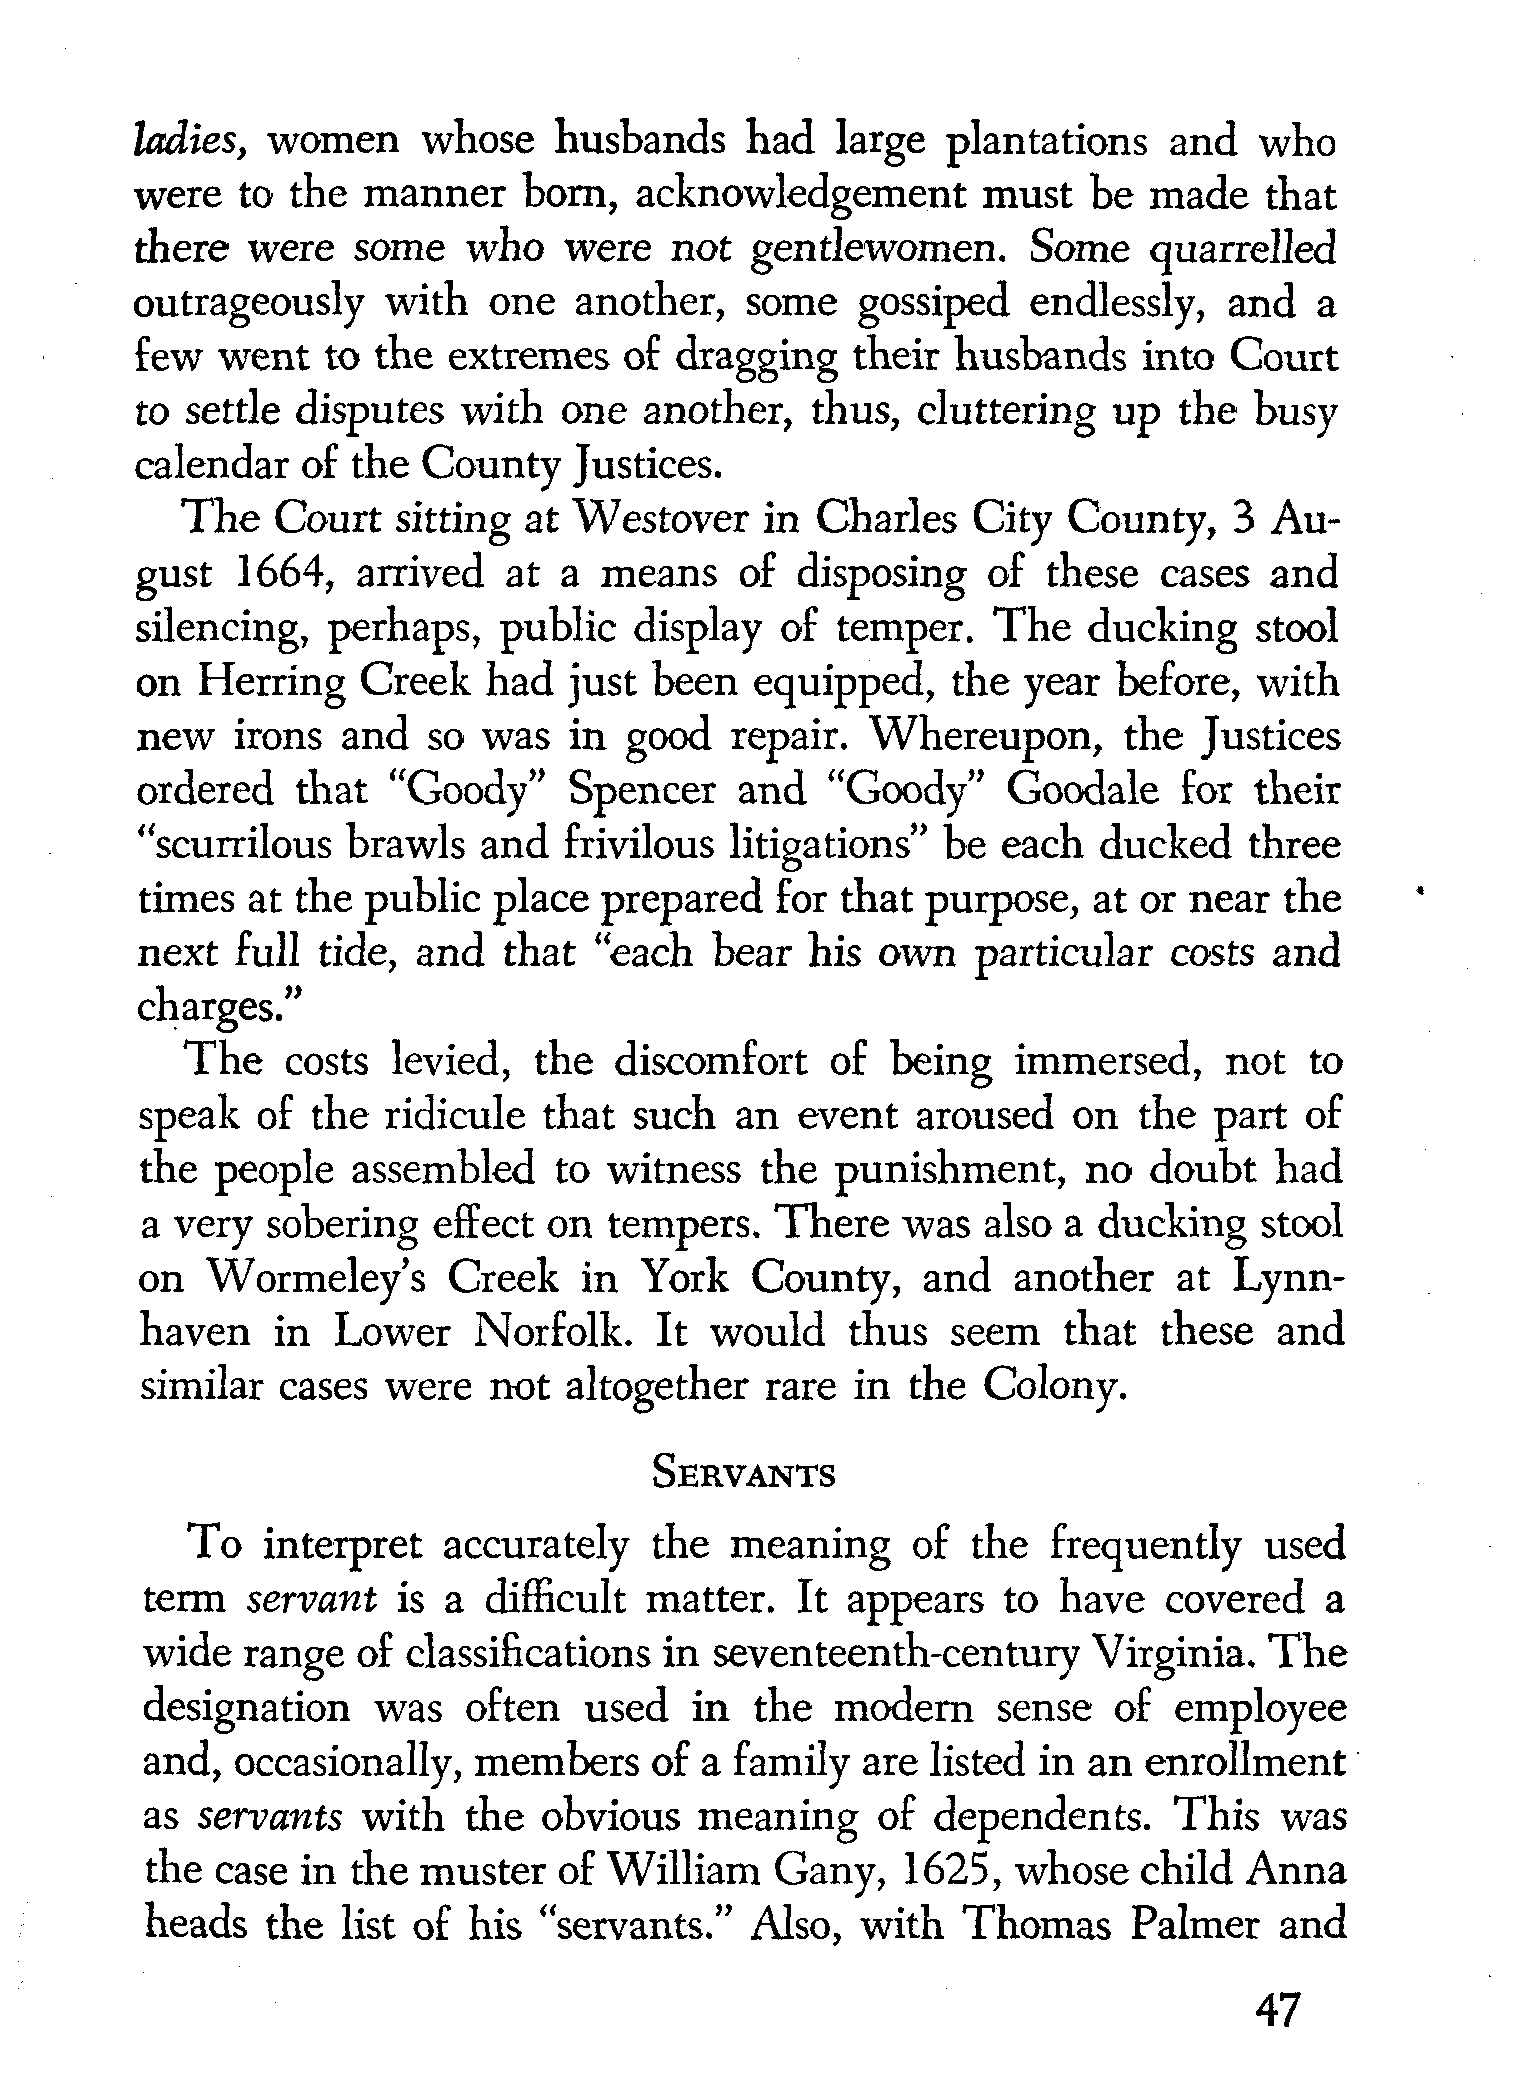 ladies, women whose husbands had large plantations and who
were to the manner born, acknowledgement must be made that
there were some who were not gentlewomen. Some quarrelled
outrageously with one another, some gossiped endlessly, and a
few went to the extremes of dragging their husbands into Court
to settle disputes with one another, thus, cluttering up the busy
calendar of the County Justices.
The Court sitting at Westover in Charles City County, 3 Au-
gust 1664, arrived at a means of disposing of these cases and
silencing, perhaps, public display of temper. The ducking stool
on Herring Creek had just been equipped, the year before, with
new irons and so was in good repair. Whereupon, the Justices
ordered that “Goody” Spencer and “Goody” Goodale for their
“scurrilous brawls and frivilous litigations” be each ducked three
times at the public place prepared for that purpose, at or near the
next full tide, and that “each bear his own particular costs and
charges.”
The costs levied, the discomfort of being immersed, not to
speak of the ridicule that such an event aroused on the part of
the people assembled to witness the punishment, no doubt had
a very sobering effect on tempers. There was also a ducking stool
on Wormeley’s Creek in York County, and another at Lynn-
haven in Lower Norfolk. It would thus seem that these and
similar cases were not altogether rare in the Colony.
SERVANTS
To interpret accurately the meaning of the frequently used
term servant is a difficult matter. It appears to have covered a
wide range of classifications in seventeenth-century Virginia. The
designation was often used in the modern sense of employee
and, occasionally, members of a family are listed in an enrollment
as servants with the obvious meaning of dependents. This was
the case in the muster of William Gany, 1625, whose child Anna
heads the list of his “servants.” Also, with Thomas Palmer and
47